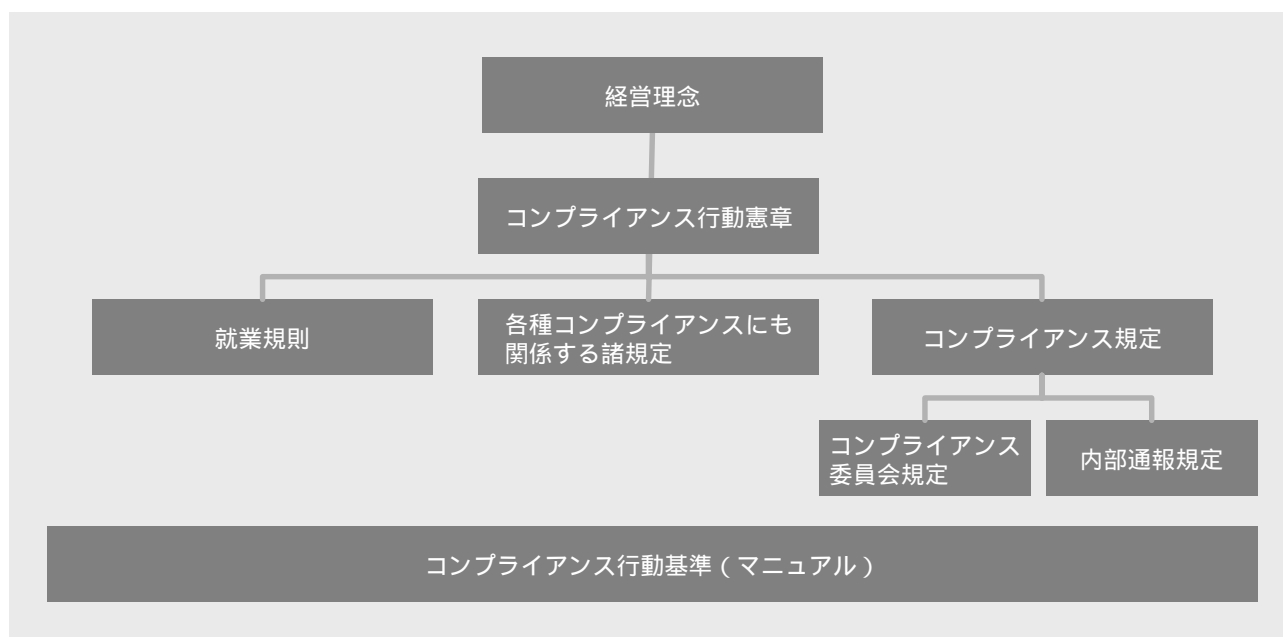 経営理念
コンプライアンス行動憲章
就業規則
各種コンプライアンスにも
関係する諸規定
コンプライアンス規定
コンプライアンス
委員会規定
内部通報規定
コンプライアンス行動基準(マニュアル)